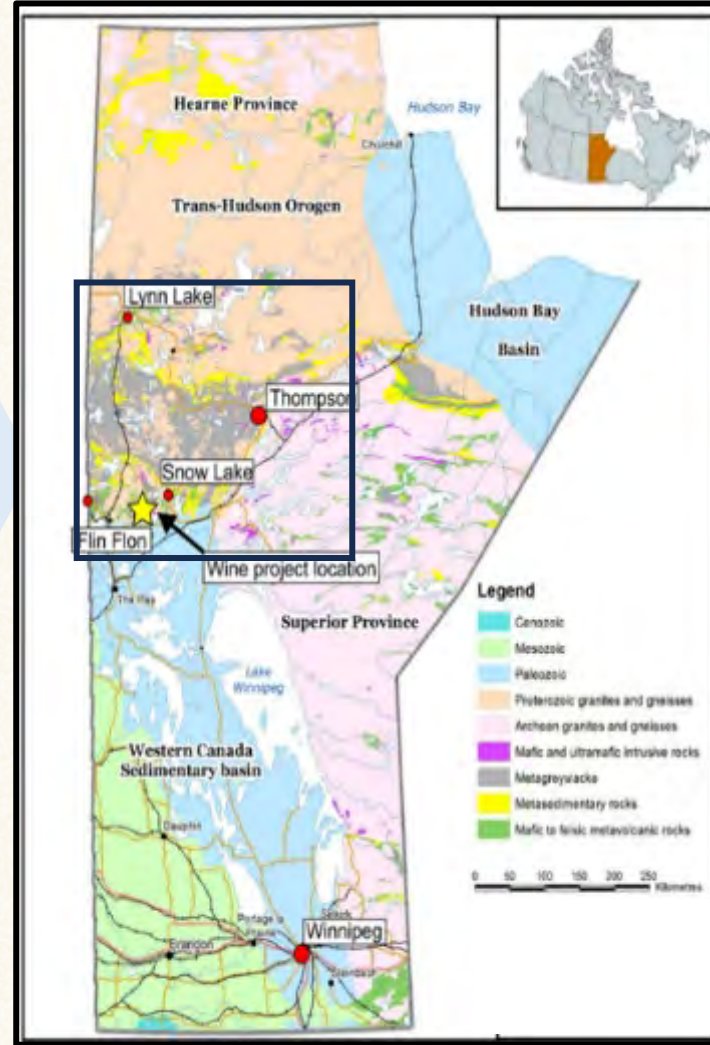 Hearne Province
Hudson Bay
Churchill
Trans-Hudson Orogen
Lynn Lake
Hudson Bay
Basin
Thompson
Snow Lake
Flin Flon
Wine project location
The Pas
Superior Province
Lake
Winnipeg
Western Canada
Sedimentary basin
Dauphin
Portage la
Prairie
Selkirk
Winnipeg
Brandon
Steinbach
Legend
Cenozoic
Mesozoic
Paleozoic
Proterozoic granites and gneisses
Archean granites and gneisses
Mafic and ultramafic intrusive rocks
Metagreywacke
Metasedimentary rocks
Mafic to felsic metavolcanic rocks
0 50 100 150 200 250
Kilometres